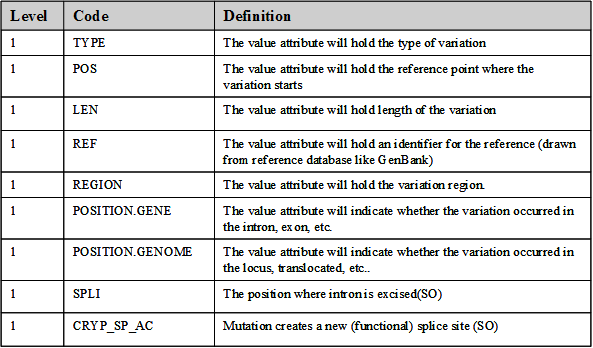 Level Code Definition
1 TYPE The value attribute will hold the type of variation
1 POS The value attribute will hold the reference point where the
variation starts
1 LEN The value attribute will hold length of the variation
1 REF The value attribute will hold an identifier for the reference (drawn
from reference database like GenBank)
1 REGION The value attribute will hold the variation region.
1 POSITION.GENE The value attribute will indicate whether the variation occurred in
the intron, exon, etc.
1 POSITION.GENOME The value attribute will indicate whether the variation occurred in
the locus, translocated, etc..
1 SPLI The position where intron is excised(SO)
1 CRYP_SP_AC Mutation creates a new (functional) splice site (SO)